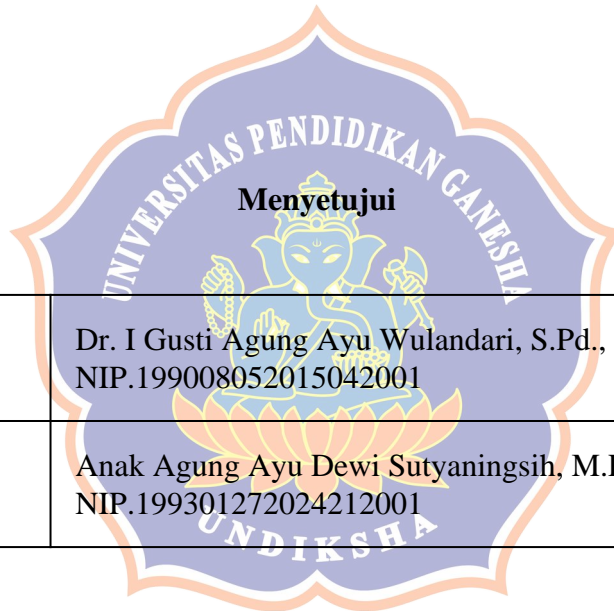 UNIVERSITAS PENDIDIKAN GANESHA
Menyetujui
Dr. I Gusti Agung Ayu Wulandari, S.Pd.,
NIP.199008052015042001
Anak Agung Ayu Dewi Sutyaningsih, M.
NIP.199301272024212001
UNDIKSHA